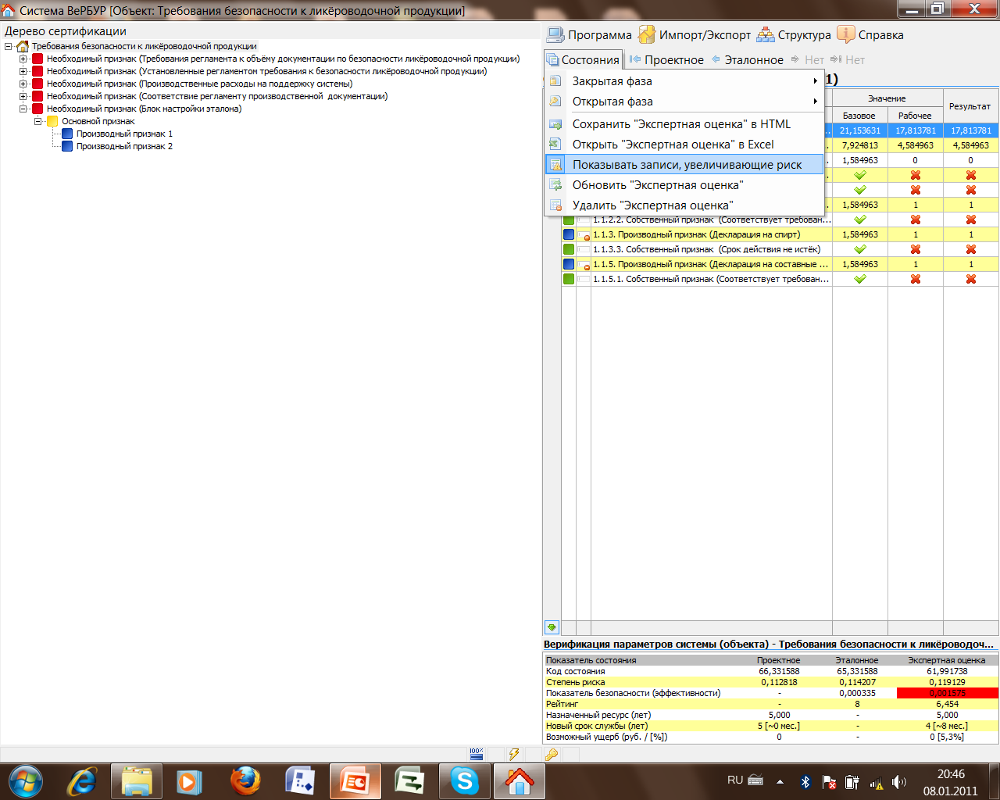 Система ВеРБУР [Объект: Требования безопасности к ликёроводочной продукции]
Дерево сертификации
Требования безопасности к ликёроводочной продукции
Необходимый признак (Требования регламента к объёму документации по безопасности ликёроводочной продукции)
Необходимый признак (Установленные регламентом требования к безопасности ликёроводочной продукции)
Необходимый признак (Производственные расходы на поддержку системы)
Необходимый признак (Соответствие регламенту производственной документации)
Необходимый признак (Блок настройки эталона)
Основной признак
Производный признак 1
Производный признак 2
Программа Импорт/Экспорт Структура Справка
Состояния Проектное Эталонное Нет Нет
1)
Закрытая фаза
Открытая фаза
Сохранить "Экспертная оценка" в HTML
Открыть "Экспертная оценка" в Excel
Показывать записи, увеличивающие риск
Обновить "Экспертная оценка"
Удалить "Экспертная оценка"
Значение Результат
Базовое Рабочее
21,153631 17,813781 17,813781
7,924813 4,584963 4,584963
1,584963 0 0
1,584963 1 1
1.1.2.2. Собственный признак (Соответствует требован...
1.1.3. Производный признак (Декларация на спирт) 1,584963 1 1
1.1.3.3. Собственный признак (Срок действия не истёк)
1.1.5. Производный признак (Декларация на составные ... 1,584963 1 1
1.1.5.1. Собственный признак (Соответствует требован...
Верификация параметров системы (объекта) - Требования безопасности к ликёроводоч...
Показатель состояния Проектное Эталонное Экспертная оценка
Код состояния 66,331588 65,331588 61,991738
Степень риска 0,112818 0,114207 0,119129
Показатель безопасности (эффективности) - 0,000335 0,001575
Рейтинг - 8 6,454
Назначенный ресурс (лет) 5,000 - 5,000
Новый срок службы (лет) 5 [~0 мес.] - 4 [~8 мес.]
Возможный ущерб (руб. / [%]) 0 - 0 [5,3%]
100%
RU
20:46
08.01.2011